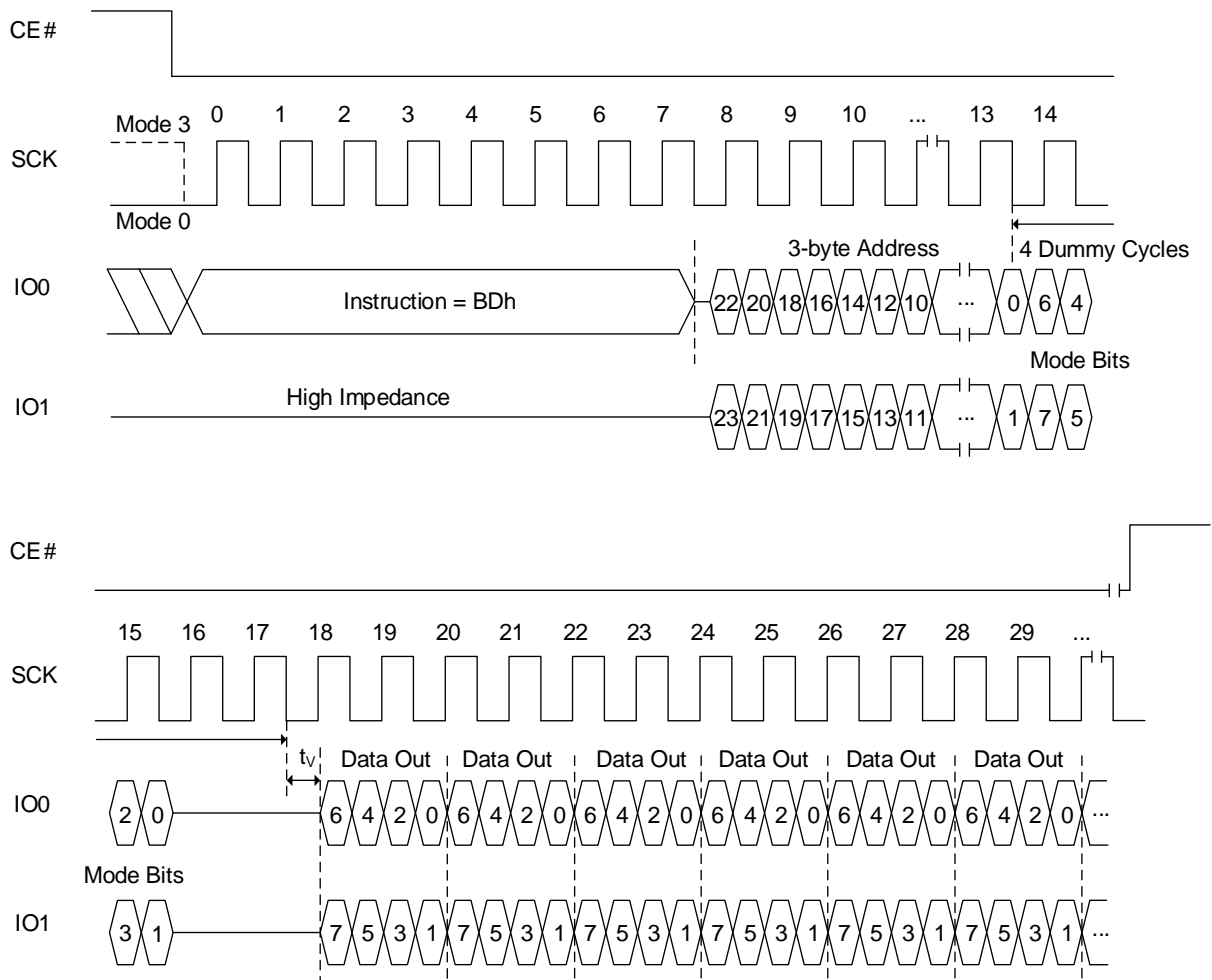 CE#
0 1 2 3 4 5 6 7 8 9 10 ... 13 14
Mode 3
SCK
Mode 0
3-byte Address 4 Dummy Cycles
IO0 Instruction = BDh 22 20 18 16 14 12 10 ... 0 6 4
Mode Bits
IO1 High Impedance 23 21 19 17 15 13 11 ... 1 7 5
CE#
15 16 17 18 19 20 21 22 23 24 25 26 27 28 29 ...
SCK
tV Data Out Data Out Data Out Data Out Data Out Data Out
IO0 2 0 6 4 2 0 6 4 2 0 6 4 2 0 6 4 2 0 6 4 2 0 6 4 2 0 ...
Mode Bits
IO1 3 1 7 5 3 1 7 5 3 1 7 5 3 1 7 5 3 1 7 5 3 1 7 5 3 1 ...